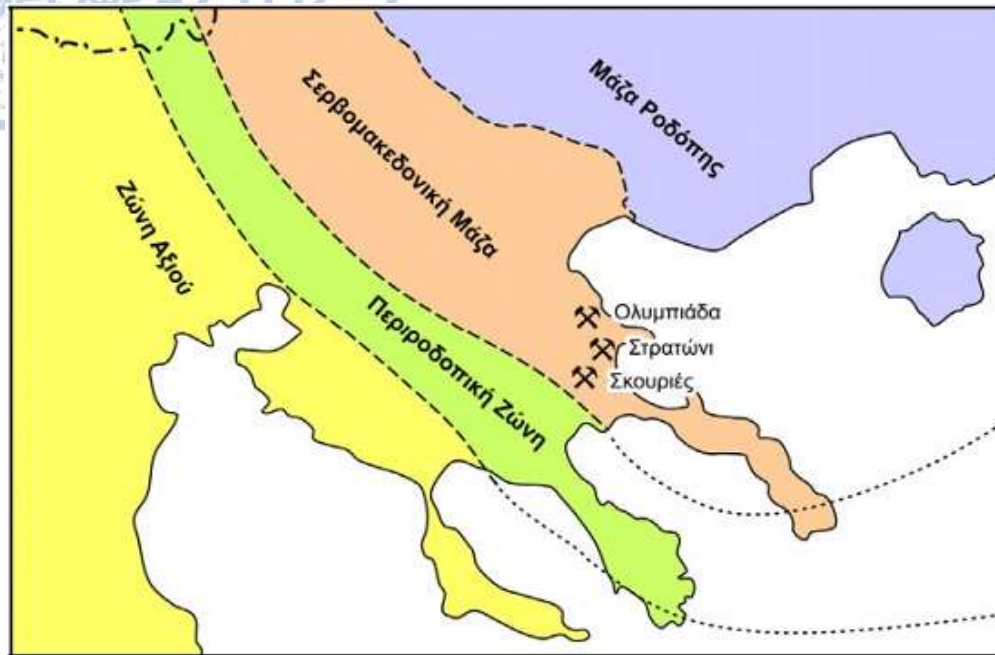 Μάζα Ροδόπης
Σερβομακεδονική Μάζα
Ζώνη Αξιού
Περιροδοπική Ζώνη
Ολυμπιάδα
Στρατώνι
Σκουριές